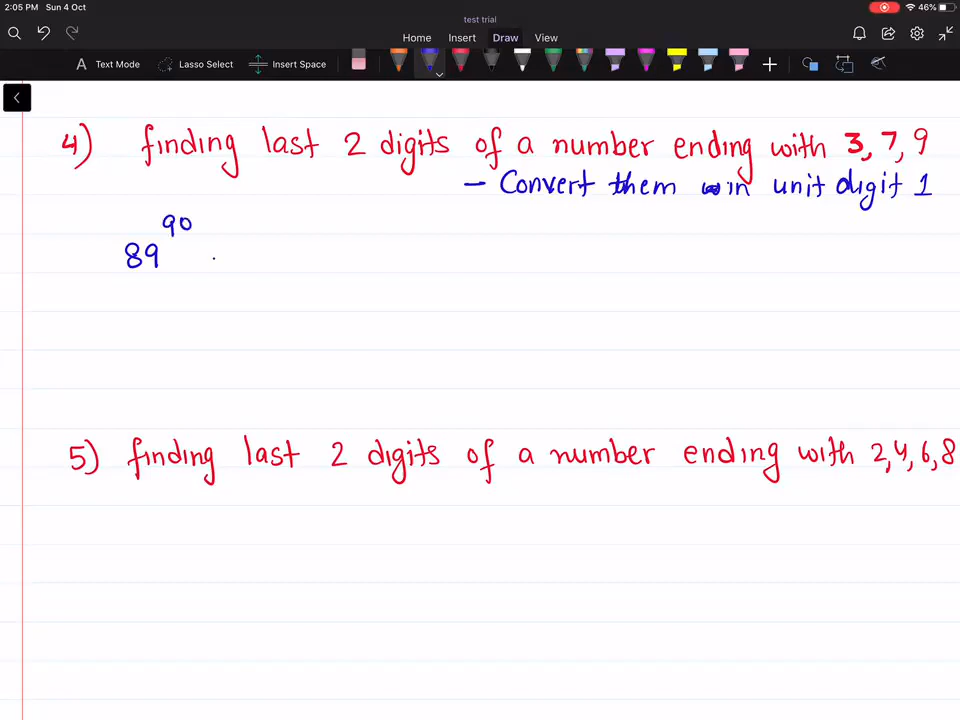 2:05 PM Sun 4 Oct
46%
test trial
Home Insert Draw View
Text Mode Lasso Select Insert Space
4) finding last 2 digits of a number ending with 3, 7, 9
- Convert them in unit digit 1
89^90
5) finding last 2 digits of a number ending with 2,4,6,8